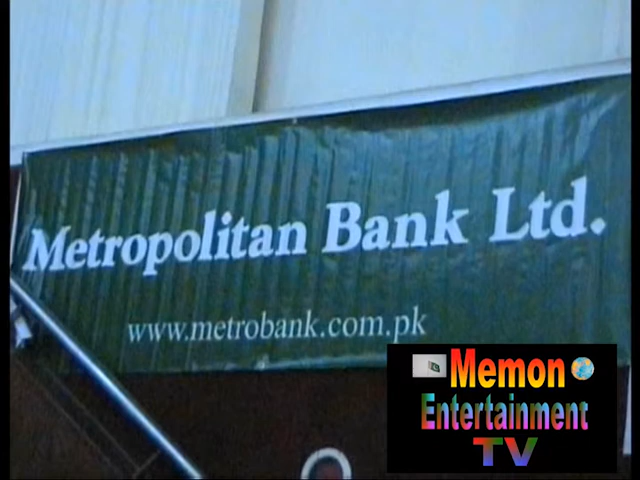 Metropolitan Bank Ltd.
www.metrobank.com.pk
Memon
Entertainment
TV